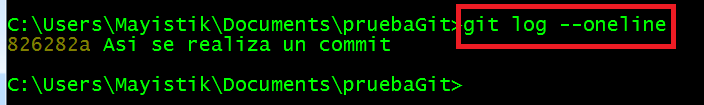 C:\Users\Mayistik\Documents\pruebaGit>git log --oneline
826282a Asi se realiza un commit
C:\Users\Mayistik\Documents\pruebaGit>